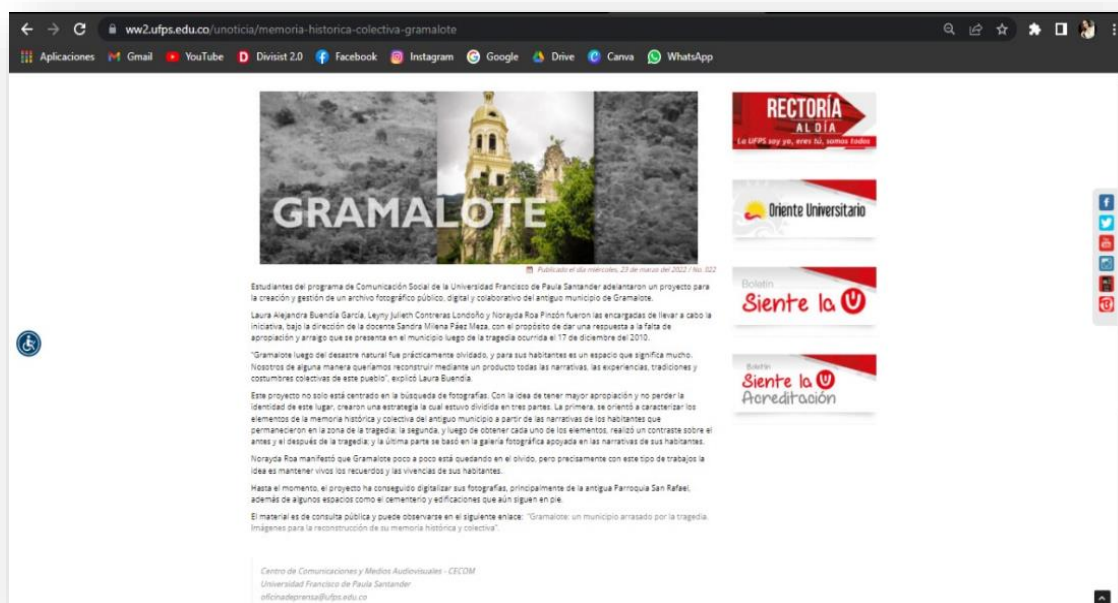 ww2.ufps.edu.co/unoticia/memoria-historica-colectiva-gramalote
Aplicaciones Gmail YouTube Divisist 2.0 Facebook Instagram Google Drive Canva WhatsApp
GRAMALOTE
RECTORÍA
AL DÍA
La UFPS soy yo, eres tú, somos todos
Oriente Universitario
Boletín
Siente la U
Boletín
Siente la U
Acreditación
Publicado el día miércoles, 23 de marzo del 2022 / No. 022
Estudiantes del programa de Comunicación Social de la Universidad Francisco de Paula Santander adelantaron un proyecto para
la creación y gestión de un archivo fotográfico público, digital y colaborativo del antiguo municipio de Gramalote.
Laura Alejandra Buendía García, Leyny Julieth Contreras Londoño y Norayda Roa Pinzón fueron las encargadas de llevar a cabo la
iniciativa, bajo la dirección de la docente Sandra Milena Páez Meza, con el propósito de dar una respuesta a la falta de
apropiación y arraigo que se presenta en el municipio luego de la tragedia ocurrida el 17 de diciembre del 2010.
"Gramalote luego del desastre natural fue prácticamente olvidado, y para sus habitantes es un espacio que significa mucho.
Nosotros de alguna manera queríamos reconstruir mediante un producto todas las narrativas, las experiencias, tradiciones y
costumbres colectivas de este pueblo", explicó Laura Buendía.
Este proyecto no solo está centrado en la búsqueda de fotografías. Con la idea de tener mayor apropiación y no perder la
identidad de este lugar, crearon una estrategia la cual estuvo dividida en tres partes. La primera, se orientó a caracterizar los
elementos de la memoria histórica y colectiva del antiguo municipio a partir de las narrativas de los habitantes que
permanecieron en la zona de la tragedia; la segunda, y luego de obtener cada uno de los elementos, realizó un contraste sobre el
antes y el después de la tragedia; y la última parte se basó en la galería fotográfica apoyada en las narrativas de sus habitantes.
Norayda Roa manifestó que Gramalote poco a poco está quedando en el olvido, pero precisamente con este tipo de trabajos la
idea es mantener vivos los recuerdos y las vivencias de sus habitantes.
Hasta el momento, el proyecto ha conseguido digitalizar sus fotografías, principalmente de la antigua Parroquia San Rafael,
además de algunos espacios como el cementerio y edificaciones que aún siguen en pie.
El material es de consulta pública y puede observarse en el siguiente enlace: "Gramalote: un municipio arrasado por la tragedia.
Imágenes para la reconstrucción de su memoria histórica y colectiva".
Centro de Comunicaciones y Medios Audiovisuales - CECOM
Universidad Francisco de Paula Santander
oficinadeprensa@ufps.edu.co